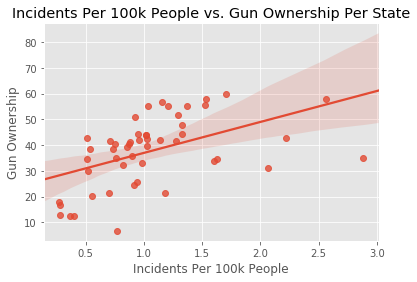 Incidents Per 100k People vs. Gun Ownership Per State
80
70
60
50
40
30
20
10
Gun Ownership
0.5 1.0 1.5 2.0 2.5 3.0
Incidents Per 100k People